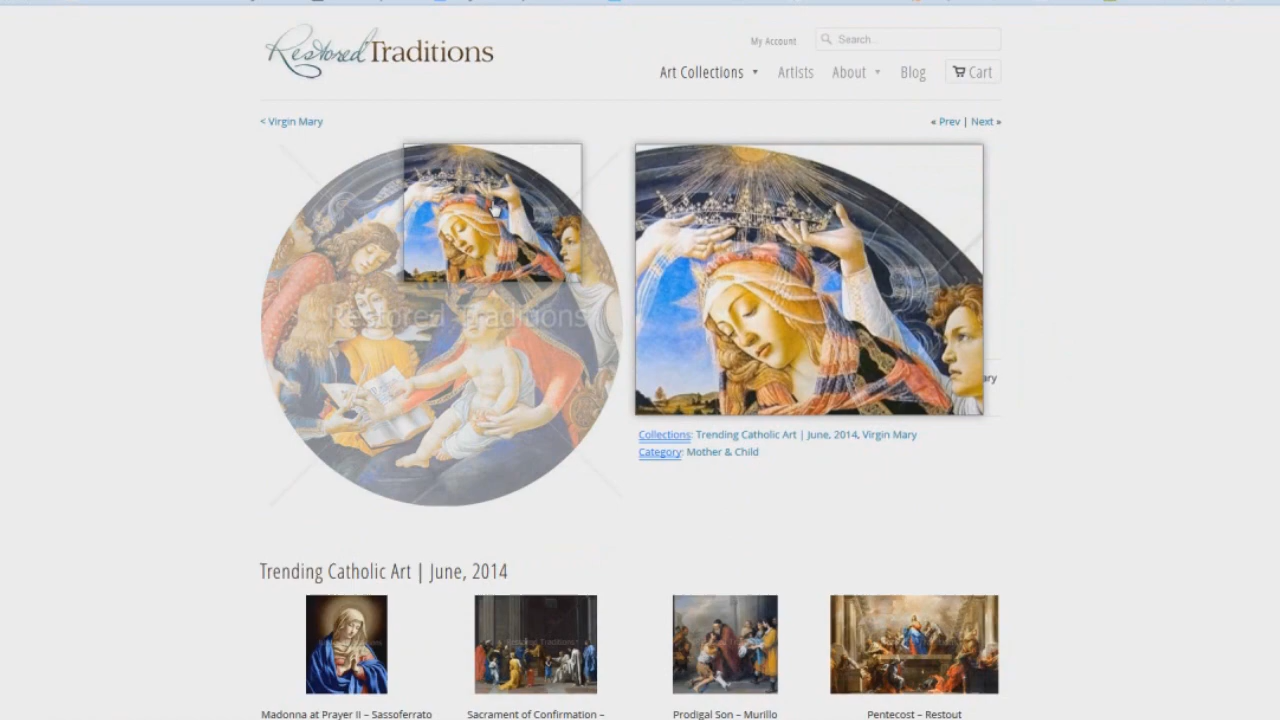 Restored Traditions
My Account
Search...
Art Collections ▾ Artists About ▾ Blog Cart
< Virgin Mary
« Prev | Next »
Restored Traditions
ary
Collections: Trending Catholic Art | June, 2014, Virgin Mary
Category: Mother & Child
Trending Catholic Art | June, 2014
Madonna at Prayer II – Sassoferrato
Sacrament of Confirmation –
Prodigal Son – Murillo
Pentecost – Restout